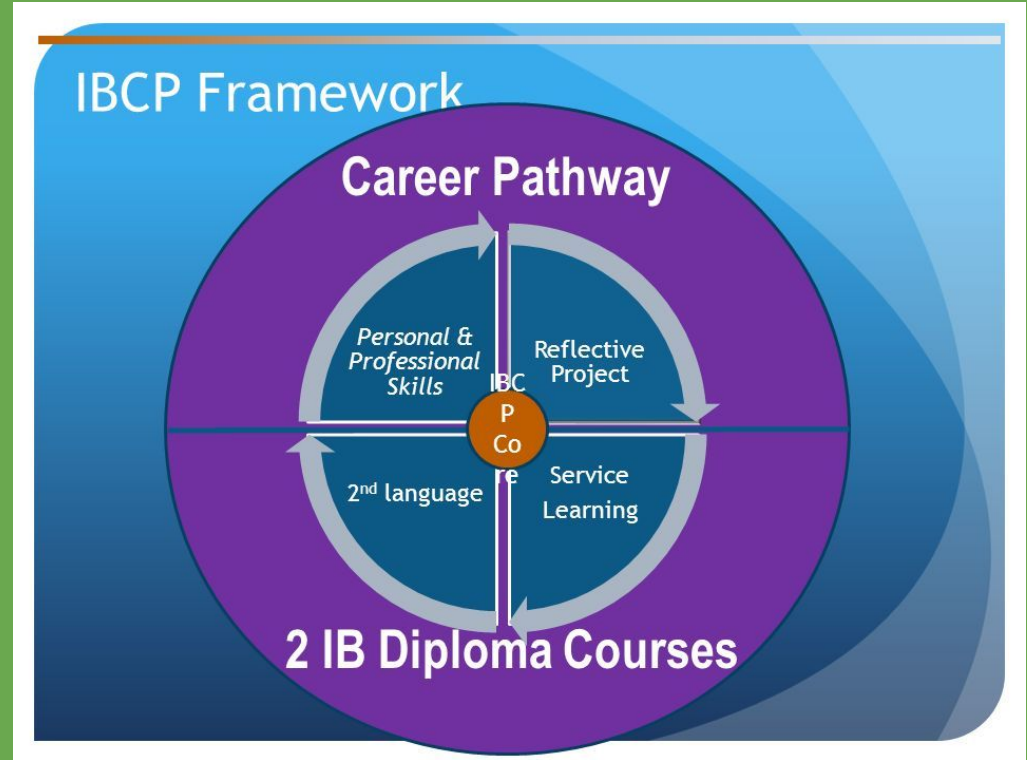 IBCP Framework
Career Pathway
Personal &
Professional
Skills
Reflective
Project
IBC
P
Co
re
2nd language
Service
Learning
2 IB Diploma Courses